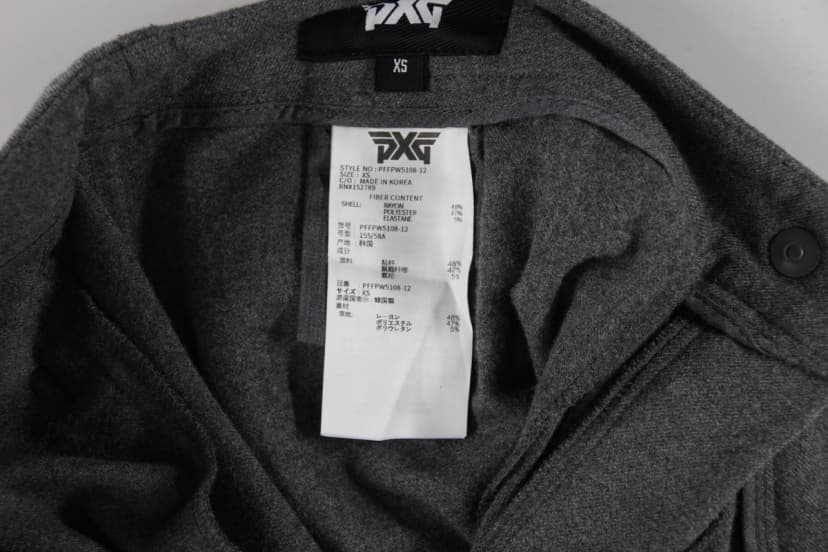 PXG
XS
PXG
STYLE NO : PFFPW5108-12
SIZE : XS
C/O : MADE IN KOREA
RN#152789
FIBER CONTENT
SHELL: RAYON 48%
POLYESTER 47%
ELASTANE 5%
款号 PFFPW5108-12
号型 155/58A
产地 韩国
成分
面料 粘纤 48%
聚酯纤维 47%
氨纶 5%
品番 PFFPW5108-12
サイズ XS
原産国表示 韓国製
素材
表地: レーヨン 48%
ポリエステル 47%
ポリウレタン 5%